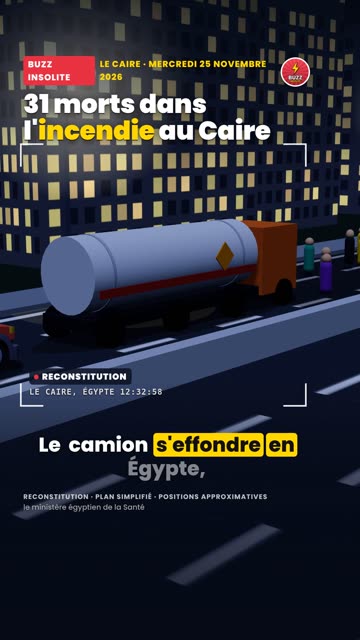 BUZZ
INSOLITE
LE CAIRE · MERCREDI 25 NOVEMBRE
2026
BUZZ
31 morts dans
l'incendie au Caire
RECONSTITUTION
LE CAIRE, ÉGYPTE 12:32:58
Le camion s'effondre en
Égypte,
RECONSTITUTION · PLAN SIMPLIFIÉ · POSITIONS APPROXIMATIVES
le ministère égyptien de la Santé